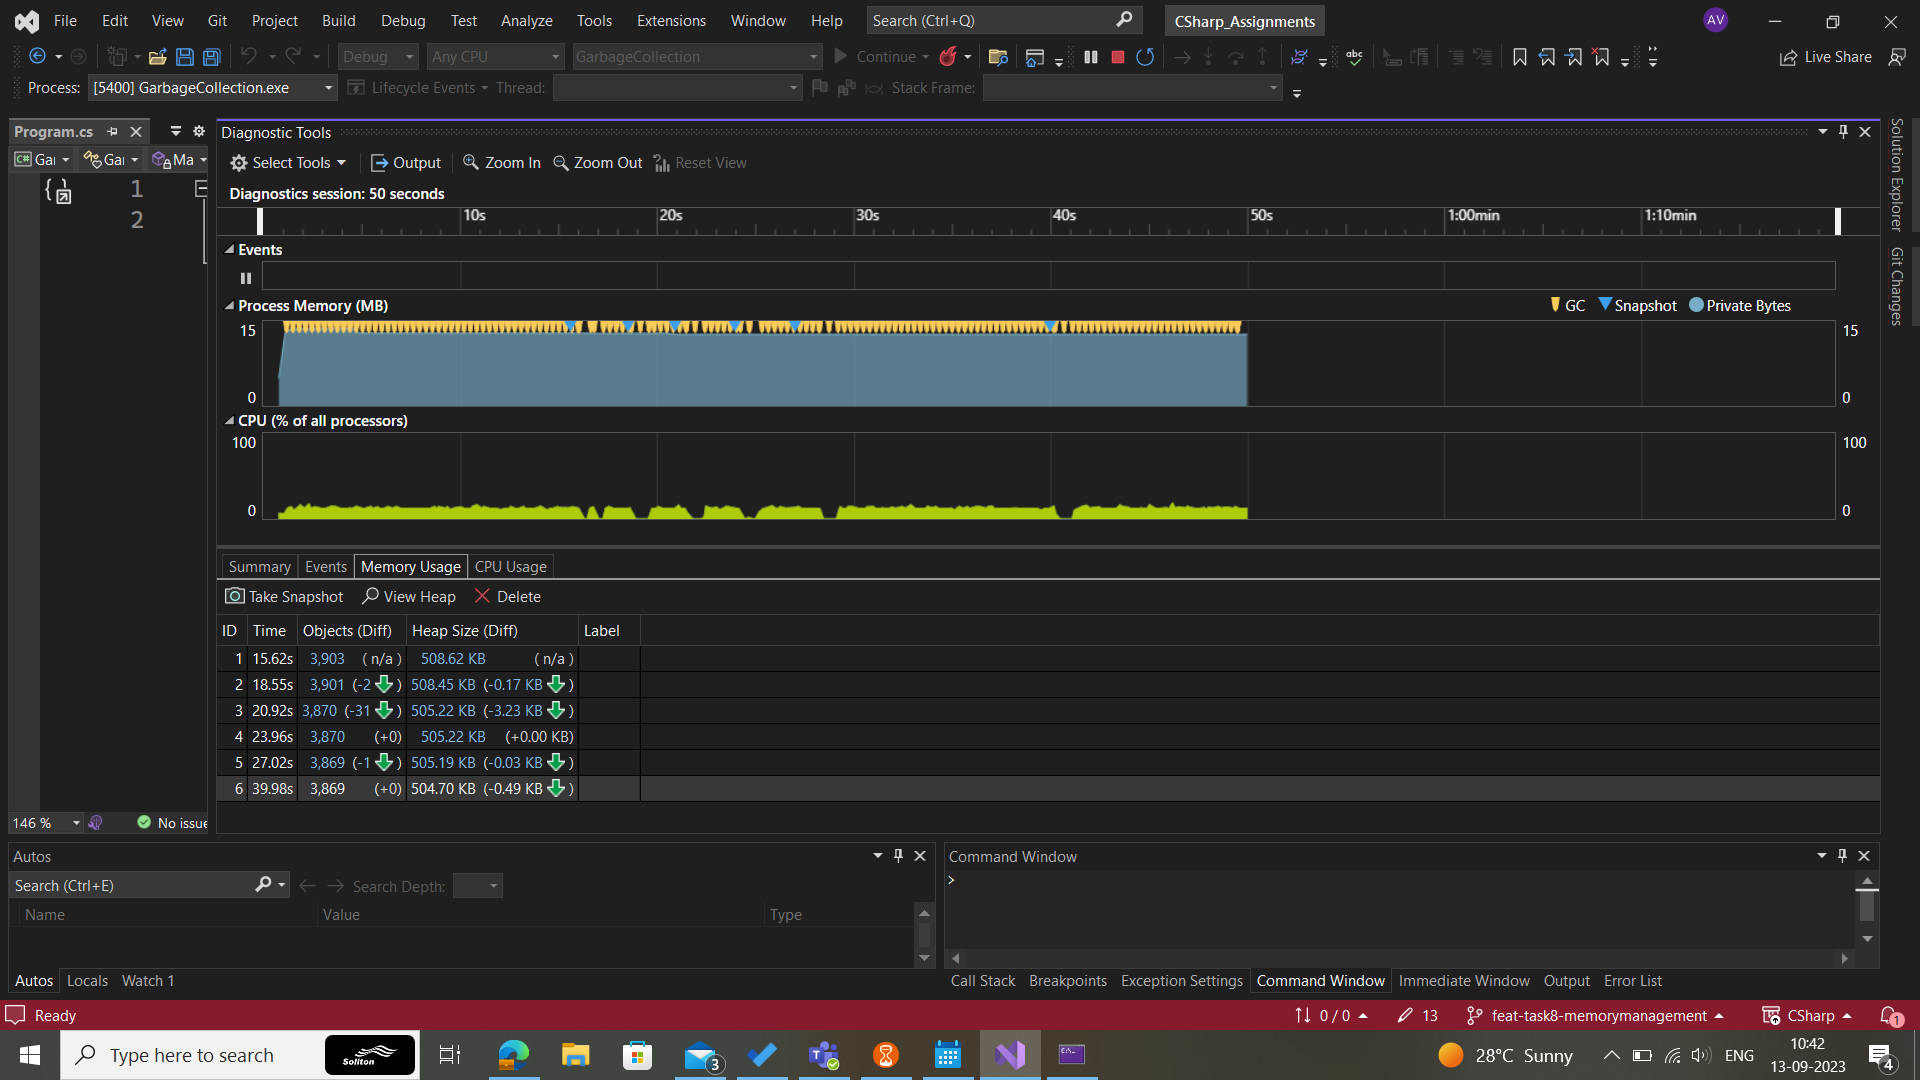 File Edit View Git Project Build Debug Test Analyze Tools Extensions Window Help Search (Ctrl+Q) CSharp_Assignments AV
Debug Any CPU GarbageCollection Continue abc Live Share
Process: [5400] GarbageCollection.exe Lifecycle Events Thread: Stack Frame:
Program.cs Diagnostic Tools
C# Gar Gar Ma Select Tools Output Zoom In Zoom Out Reset View
Diagnostics session: 50 seconds
10s 20s 30s 40s 50s 1:00min 1:10min
1
2
Events
Process Memory (MB) GC Snapshot Private Bytes
15 15
0 0
CPU (% of all processors)
100 100
0 0
Solution Explorer
Git Changes
Summary Events Memory Usage CPU Usage
Take Snapshot View Heap Delete
ID Time Objects (Diff) Heap Size (Diff) Label
1 15.62s 3,903 ( n/a ) 508.62 KB ( n/a )
2 18.55s 3,901 (-2 ) 508.45 KB (-0.17 KB )
3 20.92s 3,870 (-31 ) 505.22 KB (-3.23 KB )
4 23.96s 3,870 (+0) 505.22 KB (+0.00 KB)
5 27.02s 3,869 (-1 ) 505.19 KB (-0.03 KB )
6 39.98s 3,869 (+0) 504.70 KB (-0.49 KB )
146 % No issue
Autos
Search (Ctrl+E) Search Depth:
Name Value Type
Autos Locals Watch 1
Command Window
>
Call Stack Breakpoints Exception Settings Command Window Immediate Window Output Error List
Ready 0 / 0 13 feat-task8-memorymanagement CSharp 1
Type here to search Soliton 3 28°C Sunny ENG 10:42
13-09-2023 4